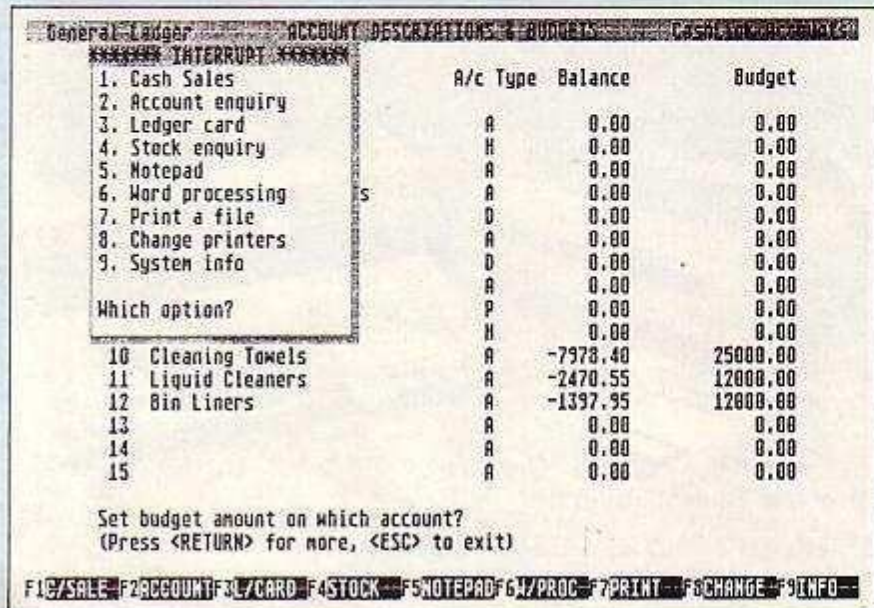 General Ledger ACCOUNT DESCRIPTIONS & BUDGETS CashLink Accounts
******* INTERRUPT *******
1. Cash Sales A/c Type Balance Budget
2. Account enquiry
3. Ledger card A 0.00 0.00
4. Stock enquiry H 0.00 0.00
5. Notepad A 0.00 0.00
6. Word processing s A 0.00 0.00
7. Print a file D 0.00 0.00
8. Change printers A 0.00 0.00
9. System info D 0.00 0.00
A 0.00 0.00
Which option? P 0.00 0.00
H 0.00 0.00
10 Cleaning Towels A -7973.40 25000.00
11 Liquid Cleaners A -2470.55 12000.00
12 Bin Liners A -1397.95 12000.00
13 A 0.00 0.00
14 A 0.00 0.00
15 A 0.00 0.00
Set budget amount on which account?
(Press <RETURN> for more, <ESC> to exit)
F1C/SALE F2ACCOUNT F3L/CARD F4STOCK F5NOTEPAD F6W/PROC F7PRINT F8CHANGE F9INFO